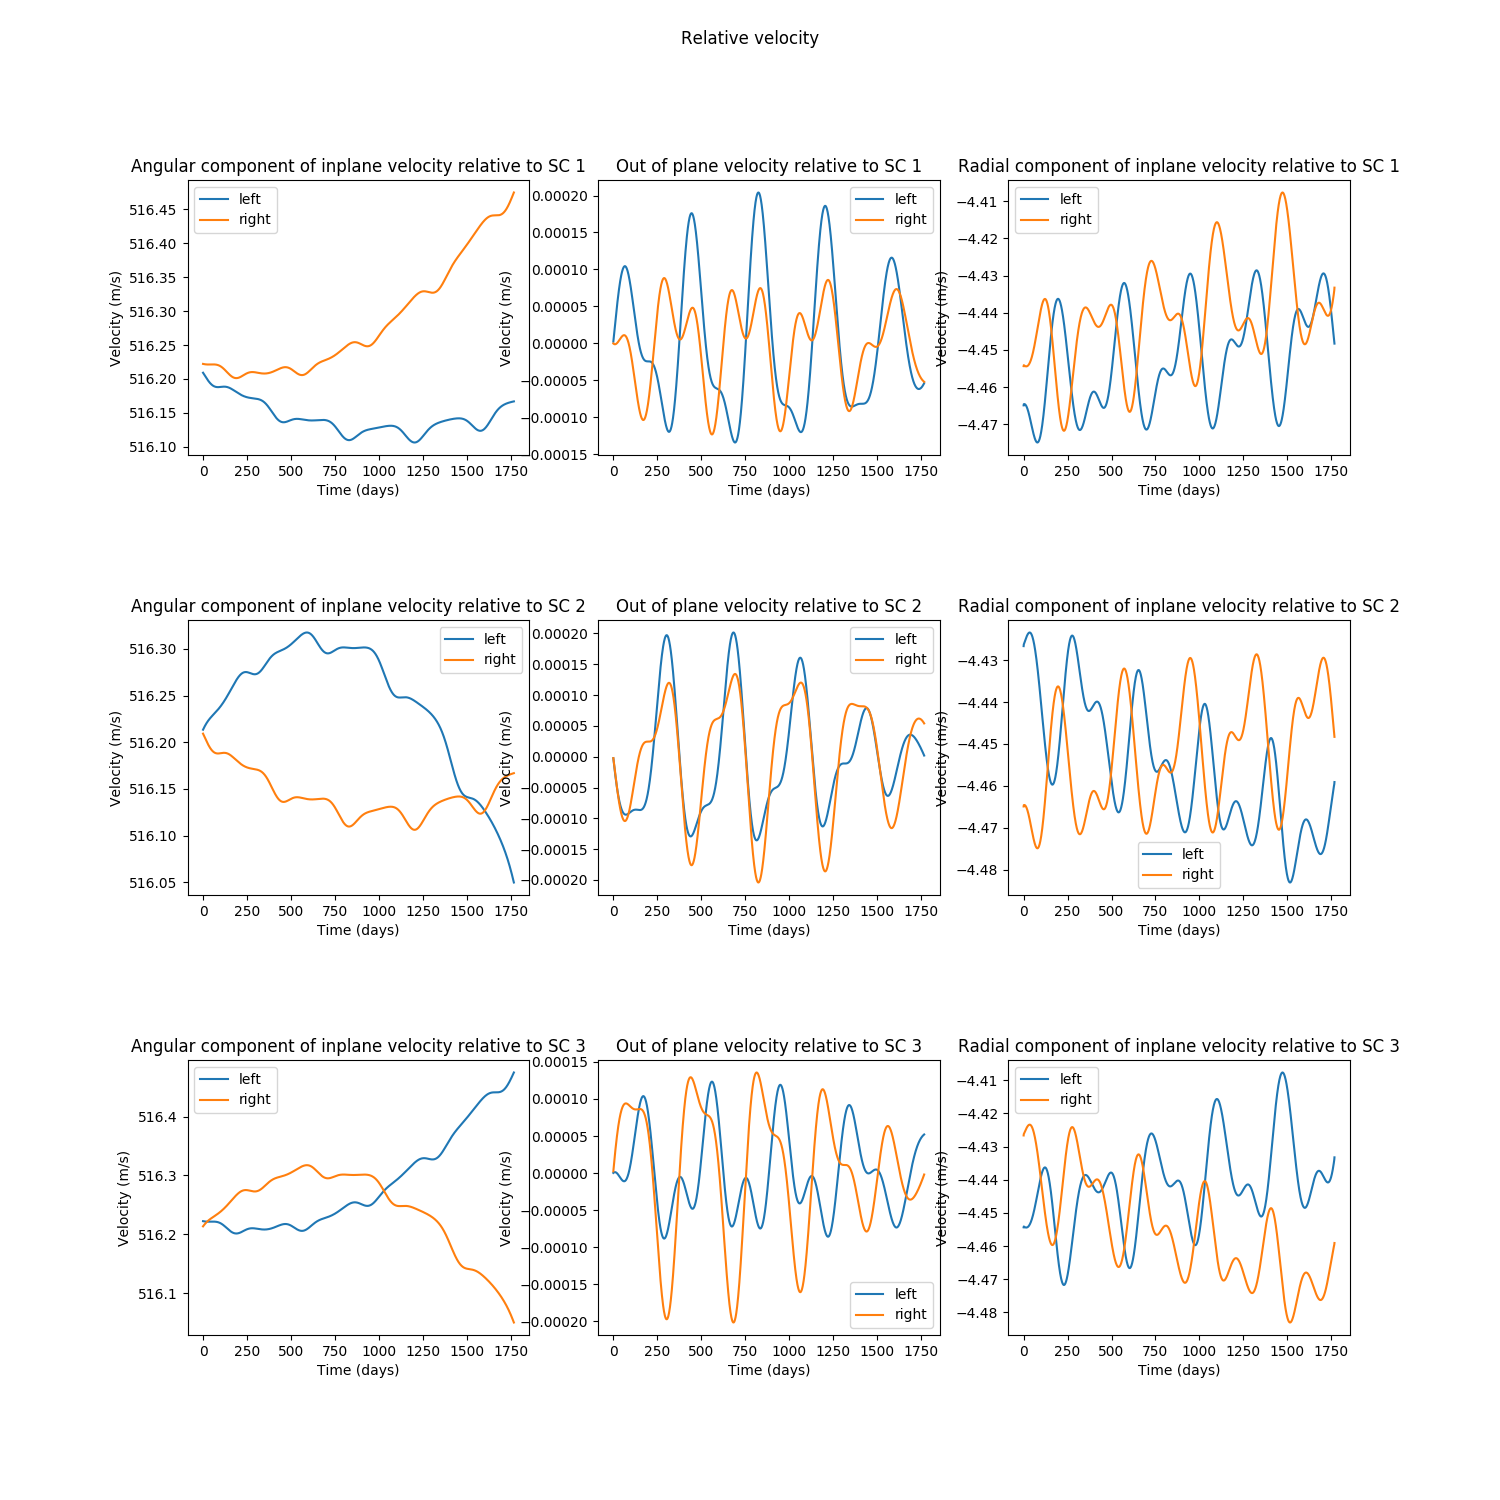 Relative velocity
Angular component of inplane velocity relative to SC 1
Velocity (m/s)
516.45
516.40
516.35
516.30
516.25
516.20
516.15
516.10
left
right
0 250 500 750 1000 1250 1500 1750
Time (days)
Out of plane velocity relative to SC 1
Velocity (m/s)
0.00020
0.00015
0.00010
0.00005
0.00000
−0.00005
−0.00010
−0.00015
left
right
0 250 500 750 1000 1250 1500 1750
Time (days)
Radial component of inplane velocity relative to SC 1
Velocity (m/s)
−4.41
−4.42
−4.43
−4.44
−4.45
−4.46
−4.47
left
right
0 250 500 750 1000 1250 1500 1750
Time (days)
Angular component of inplane velocity relative to SC 2
Velocity (m/s)
516.30
516.25
516.20
516.15
516.10
516.05
left
right
0 250 500 750 1000 1250 1500 1750
Time (days)
Out of plane velocity relative to SC 2
Velocity (m/s)
0.00020
0.00015
0.00010
0.00005
0.00000
−0.00005
−0.00010
−0.00015
−0.00020
left
right
0 250 500 750 1000 1250 1500 1750
Time (days)
Radial component of inplane velocity relative to SC 2
Velocity (m/s)
−4.43
−4.44
−4.45
−4.46
−4.47
−4.48
left
right
0 250 500 750 1000 1250 1500 1750
Time (days)
Angular component of inplane velocity relative to SC 3
Velocity (m/s)
516.4
516.3
516.2
516.1
left
right
0 250 500 750 1000 1250 1500 1750
Time (days)
Out of plane velocity relative to SC 3
Velocity (m/s)
0.00015
0.00010
0.00005
0.00000
−0.00005
−0.00010
−0.00015
−0.00020
left
right
0 250 500 750 1000 1250 1500 1750
Time (days)
Radial component of inplane velocity relative to SC 3
Velocity (m/s)
−4.41
−4.42
−4.43
−4.44
−4.45
−4.46
−4.47
−4.48
left
right
0 250 500 750 1000 1250 1500 1750
Time (days)